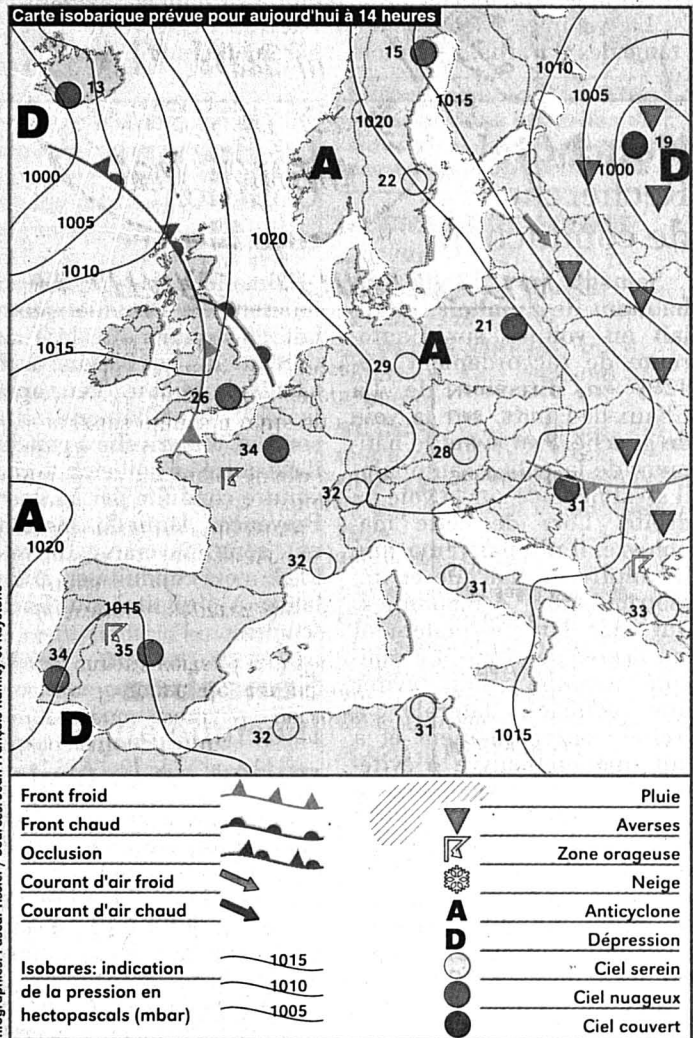 Carte isobarique prévue pour aujourd'hui à 14 heures
13
15
1010
1015
1005
D
1020
19
1000
D
A
22
1000
1005
1020
1010
21
1015
29
A
26
34
28
32
31
A
1020
32
31
33
1015
34
35
D
32
31
1015
Front froid
Front chaud
Occlusion
Courant d'air froid
Courant d'air chaud
Isobares: indication
de la pression en
hectopascals (mbar)
1015
1010
1005
Pluie
Averses
Zone orageuse
Neige
A Anticyclone
D Dépression
Ciel serein
Ciel nuageux
Ciel couvert